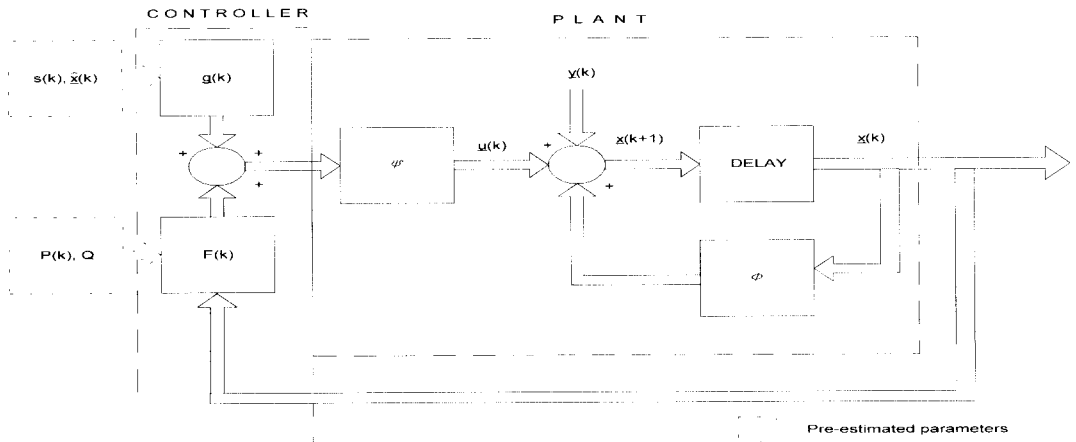 CONTROLLER
PLANT
s(k), x̂(k)
g(k)
v(k)
+
+
+
+
ψ
u(k)
+
x(k+1)
+
DELAY
x(k)
P(k), Q
F(k)
Φ
Pre-estimated parameters